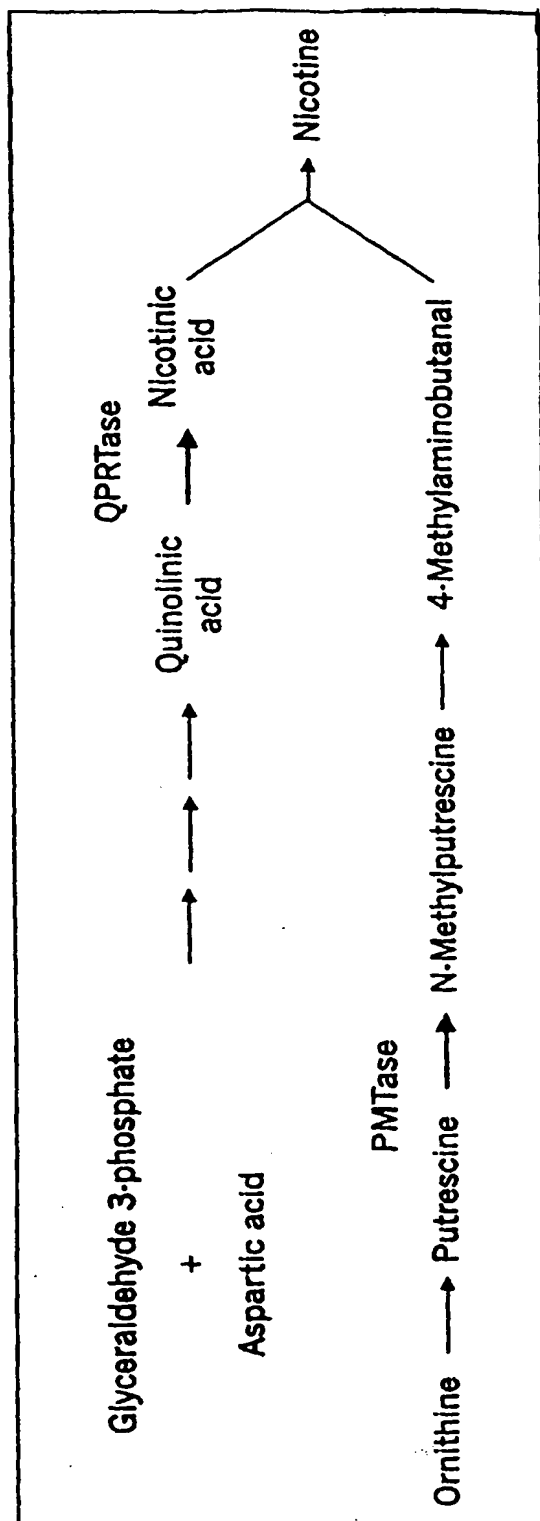 Glyceraldehyde 3-phosphate
+
Aspartic acid
Quinolinic
acid
QPRTase
Nicotinic
acid
Nicotine
Ornithine
Putrescine
PMTase
N-Methylputrescine
4-Methylaminobutanal